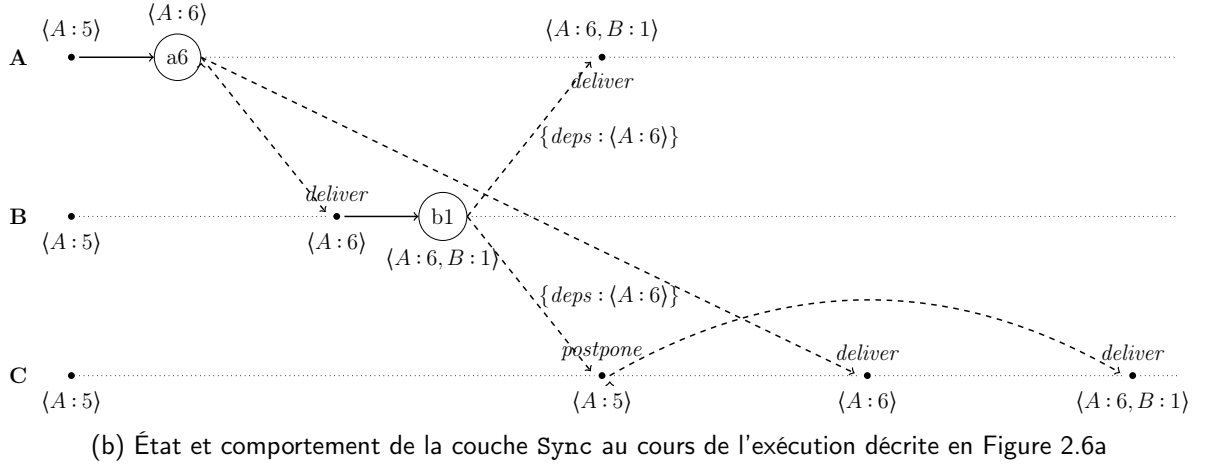 ⟨A : 6⟩
⟨A : 5⟩
⟨A : 6, B : 1⟩
A
a6
deliver
{deps : ⟨A : 6⟩}
deliver
B
b1
⟨A : 5⟩
⟨A : 6⟩
⟨A : 6, B : 1⟩
{deps : ⟨A : 6⟩}
postpone
deliver
deliver
C
⟨A : 5⟩
⟨A : 5⟩
⟨A : 6⟩
⟨A : 6, B : 1⟩
(b) État et comportement de la couche Sync au cours de l'exécution décrite en Figure 2.6a